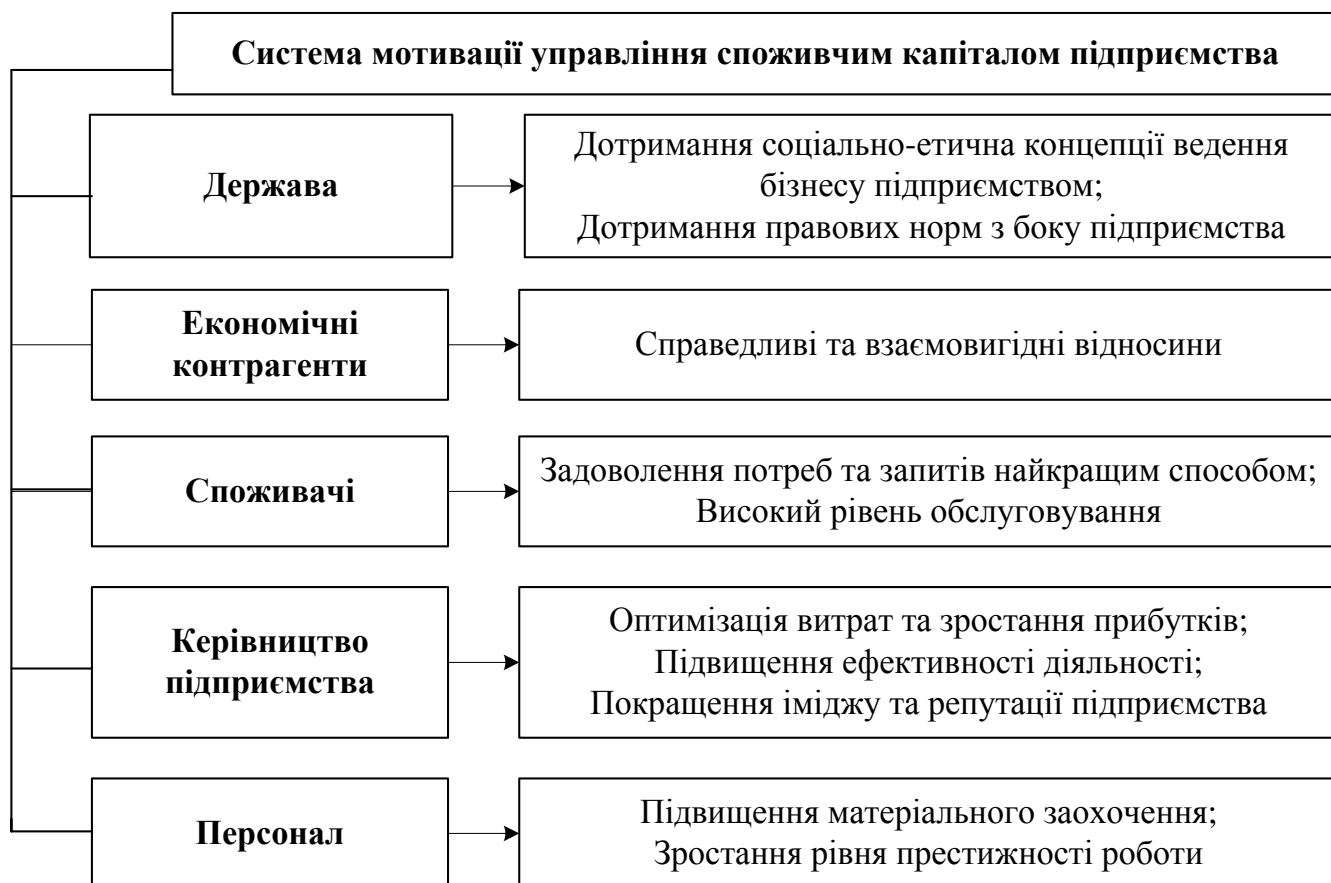 Система мотивації управління споживчим капіталом підприємства
Держава
Дотримання соціально-етична концепції ведення
бізнесу підприємством;
Дотримання правових норм з боку підприємства
Економічні
контрагенти
Справедливі та взаємовигідні відносини
Споживачі
Задоволення потреб та запитів найкращим способом;
Високий рівень обслуговування
Керівництво
підприємства
Оптимізація витрат та зростання прибутків;
Підвищення ефективності діяльності;
Покращення іміджу та репутації підприємства
Персонал
Підвищення матеріального заохочення;
Зростання рівня престижності роботи